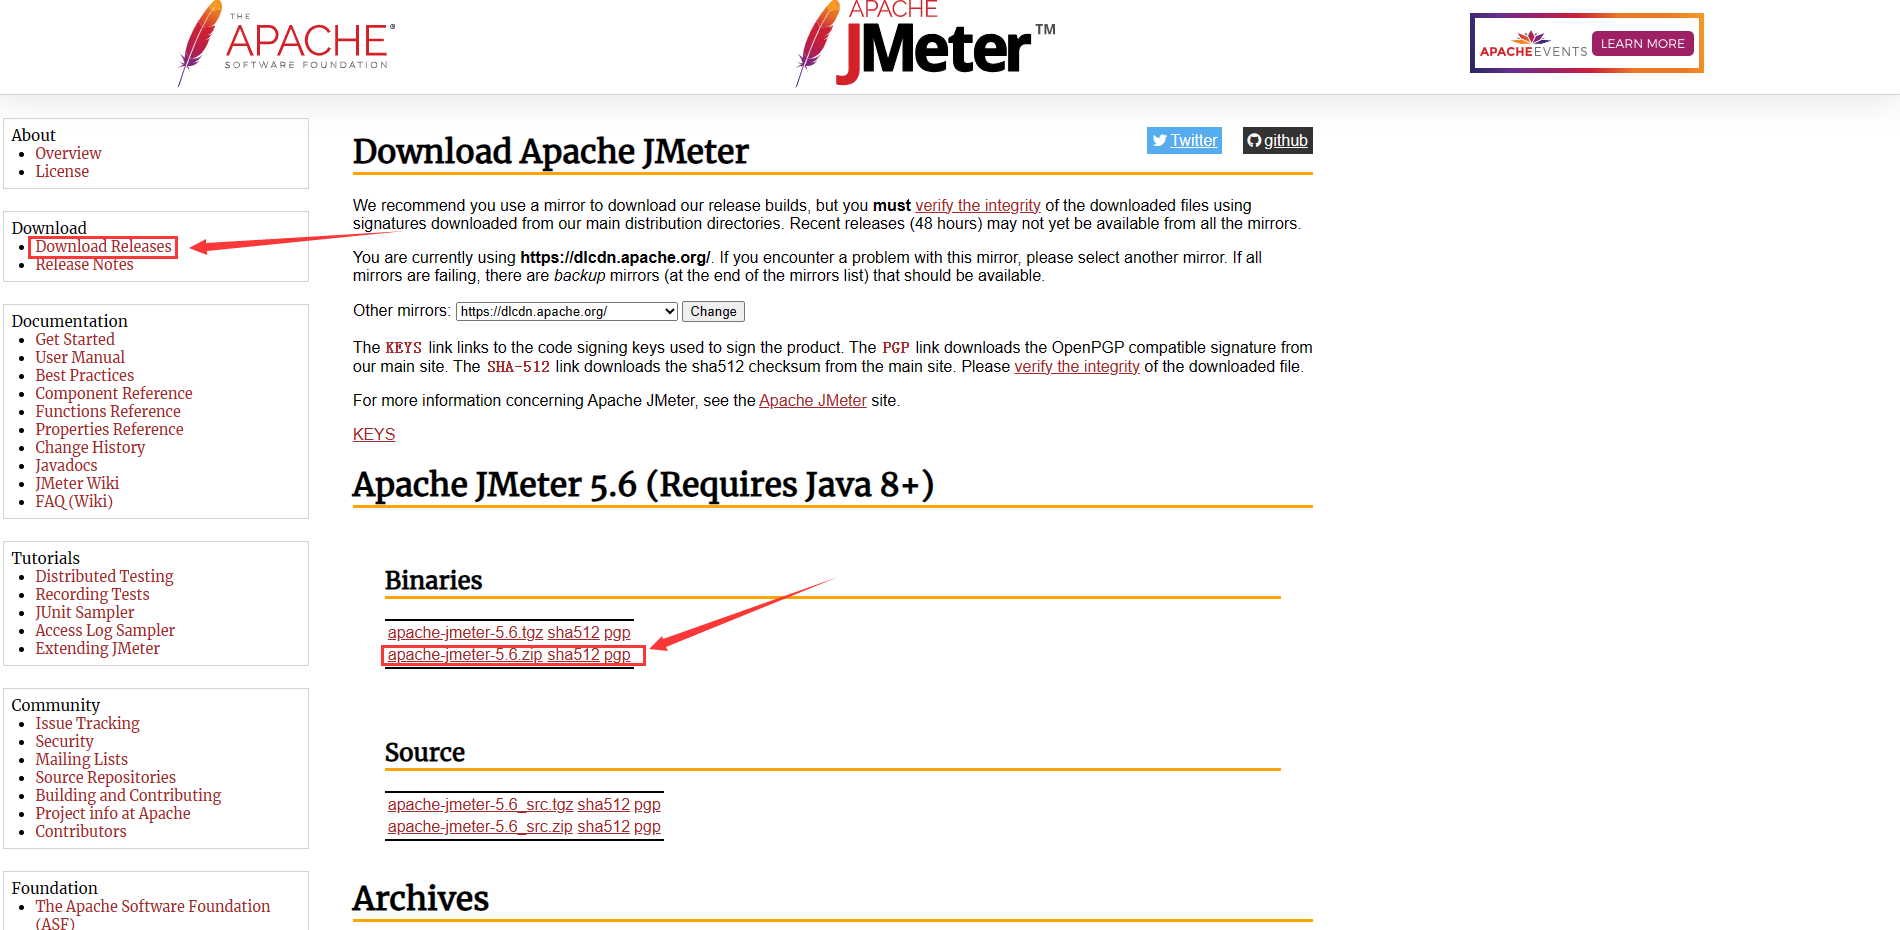 THE
APACHE®
SOFTWARE FOUNDATION
APACHE
JMeter™
APACHEEVENTS LEARN MORE
About
Overview
License
Download
Download Releases
Release Notes
Documentation
Get Started
User Manual
Best Practices
Component Reference
Functions Reference
Properties Reference
Change History
Javadocs
JMeter Wiki
FAQ (Wiki)
Tutorials
Distributed Testing
Recording Tests
JUnit Sampler
Access Log Sampler
Extending JMeter
Community
Issue Tracking
Security
Mailing Lists
Source Repositories
Building and Contributing
Project info at Apache
Contributors
Foundation
The Apache Software Foundation
(ASF)
Download Apache JMeter
Twitter github
We recommend you use a mirror to download our release builds, but you must verify the integrity of the downloaded files using
signatures downloaded from our main distribution directories. Recent releases (48 hours) may not yet be available from all the mirrors.
You are currently using https://dlcdn.apache.org/. If you encounter a problem with this mirror, please select another mirror. If all
mirrors are failing, there are backup mirrors (at the end of the mirrors list) that should be available.
Other mirrors: https://dlcdn.apache.org/ Change
The KEYS link links to the code signing keys used to sign the product. The PGP link downloads the OpenPGP compatible signature from
our main site. The SHA-512 link downloads the sha512 checksum from the main site. Please verify the integrity of the downloaded file.
For more information concerning Apache JMeter, see the Apache JMeter site.
KEYS
Apache JMeter 5.6 (Requires Java 8+)
Binaries
apache-jmeter-5.6.tgz sha512 pgp
apache-jmeter-5.6.zip sha512 pgp
Source
apache-jmeter-5.6_src.tgz sha512 pgp
apache-jmeter-5.6_src.zip sha512 pgp
Archives